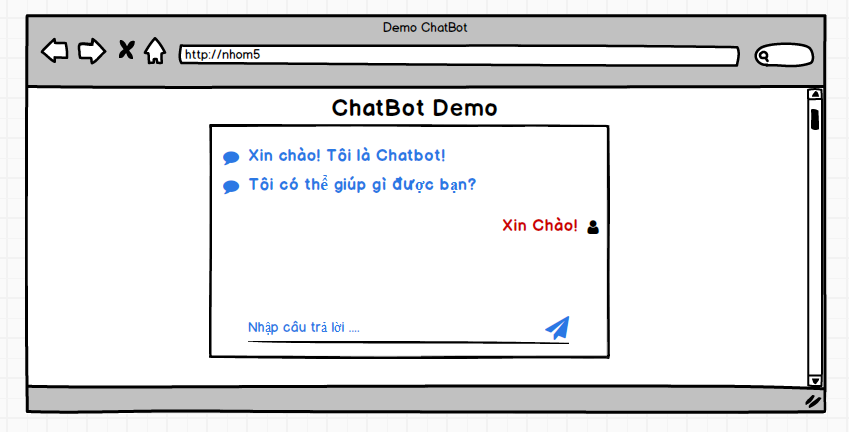 Demo ChatBot
http://nhom5
ChatBot Demo
Xin chào! Tôi là Chatbot!
Tôi có thể giúp gì được bạn?
Xin Chào!
Nhập câu trả lời ....